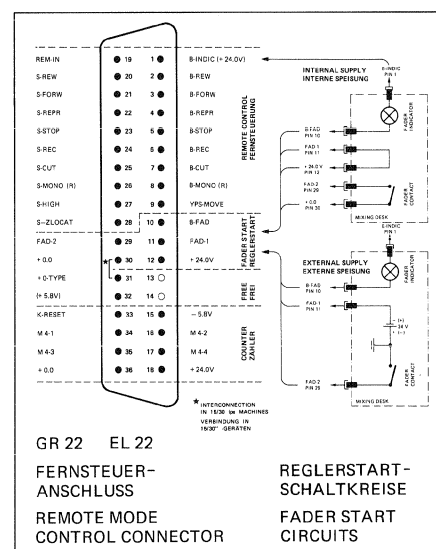 REM-IN 19 1 B-INDIC (+ 24.0V)
S-REW 20 2 B-REW
S-FORW 21 3 B-FORW
S-REPR 22 4 B-REPR
S-STOP 23 5 B-STOP
S-REC 24 6 B-REC
S-CUT 25 7 B-CUT
S-MONO (R) 26 8 B-MONO (R)
S-HIGH 27 9 YPS-MOVE
S-ZLOCAT 28 10 B-FAD
FAD-2 29 11 FAD-1
+ 0.0 30 12 + 24.0V
+ 0-TYPE 31 13
(+ 5.8V) 32 14
K-RESET 33 15 – 5.8V
M 4-1 34 16 M 4-2
M 4-3 35 17 M 4-4
+ 0.0 36 18 + 24.0V
REMOTE CONTROL
FERNSTEUERUNG
FADER START
REGLERSTART
FREE
FREI
COUNTER
ZÄHLER
★ INTERCONNECTION
IN 15/30 ips MACHINES
VERBINDUNG IN
15/30" GERÄTEN
INTERNAL SUPPLY
INTERNE SPEISUNG
B-INDIC
PIN 1
FADER
INDICATOR
B-FAD
PIN 10
FAD 1
PIN 11
+ 24.0 V
PIN 12
FAD-2
PIN 29
+ 0.0
PIN 30
FADER
CONTACT
MIXING DESK
EXTERNAL SUPPLY
EXTERNE SPEISUNG
B-INDIC
PIN 1
FADER
INDICATOR
B-FAD
PIN 10
FAD-1
PIN 11
(+)
24 V
(–)
FAD 2
PIN 29
FADER
CONTACT
MIXING DESK
GR 22 EL 22
FERNSTEUER-
ANSCHLUSS
REMOTE MODE
CONTROL CONNECTOR
REGLERSTART-
SCHALTKREISE
FADER START
CIRCUITS